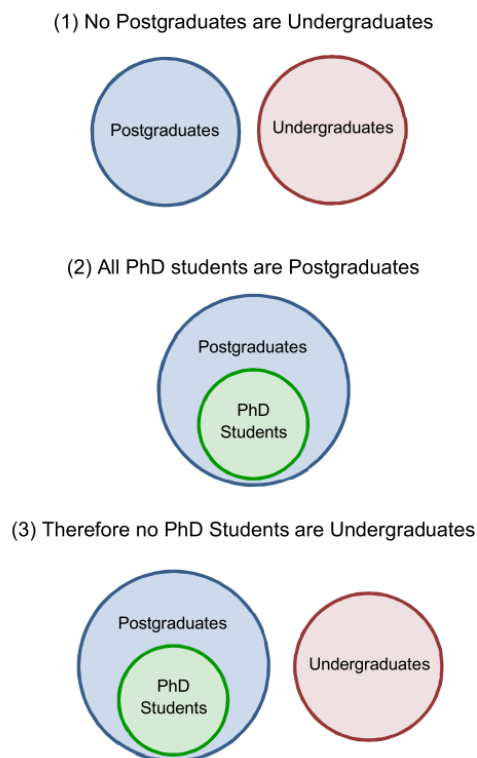 (1) No Postgraduates are Undergraduates
Postgraduates
Undergraduates
(2) All PhD students are Postgraduates
Postgraduates
PhD
Students
(3) Therefore no PhD Students are Undergraduates
Postgraduates
Undergraduates
PhD
Students